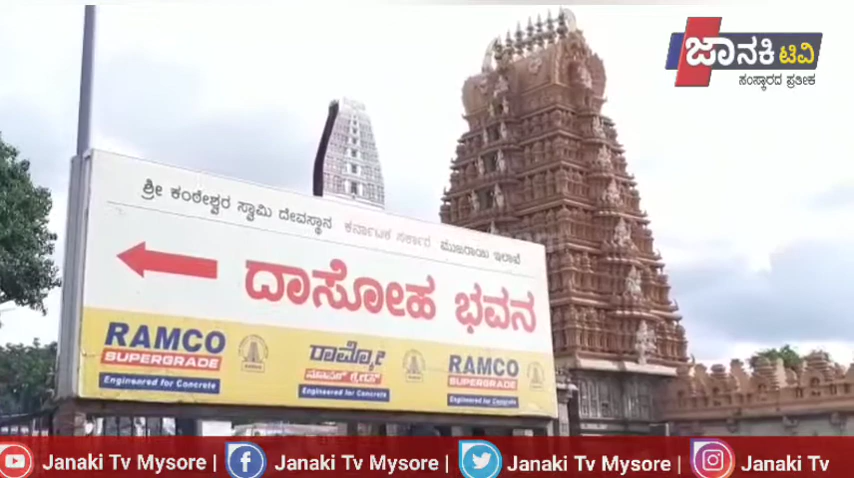 ಜಾನಕಿ ಟಿವಿ
ಸಂಸ್ಕಾರದ ಪ್ರತೀಕ
ಶ್ರೀ ಕಂಠೇಶ್ವರ ಸ್ವಾಮಿ ದೇವಸ್ಥಾನ ಕರ್ನಾಟಕ ಸರ್ಕಾರ ಮುಜರಾಯಿ ಇಲಾಖೆ
ದಾಸೋಹ ಭವನ
RAMCO
SUPERGRADE
Engineered for Concrete
ರಾಮ್ಕೋ
ಸೂಪರ್ ಗ್ರೇಡ್
Engineered for Concrete
RAMCO
SUPERGRADE
Engineered for Concrete
Janaki Tv Mysore | Janaki Tv Mysore | Janaki Tv Mysore | Janaki Tv